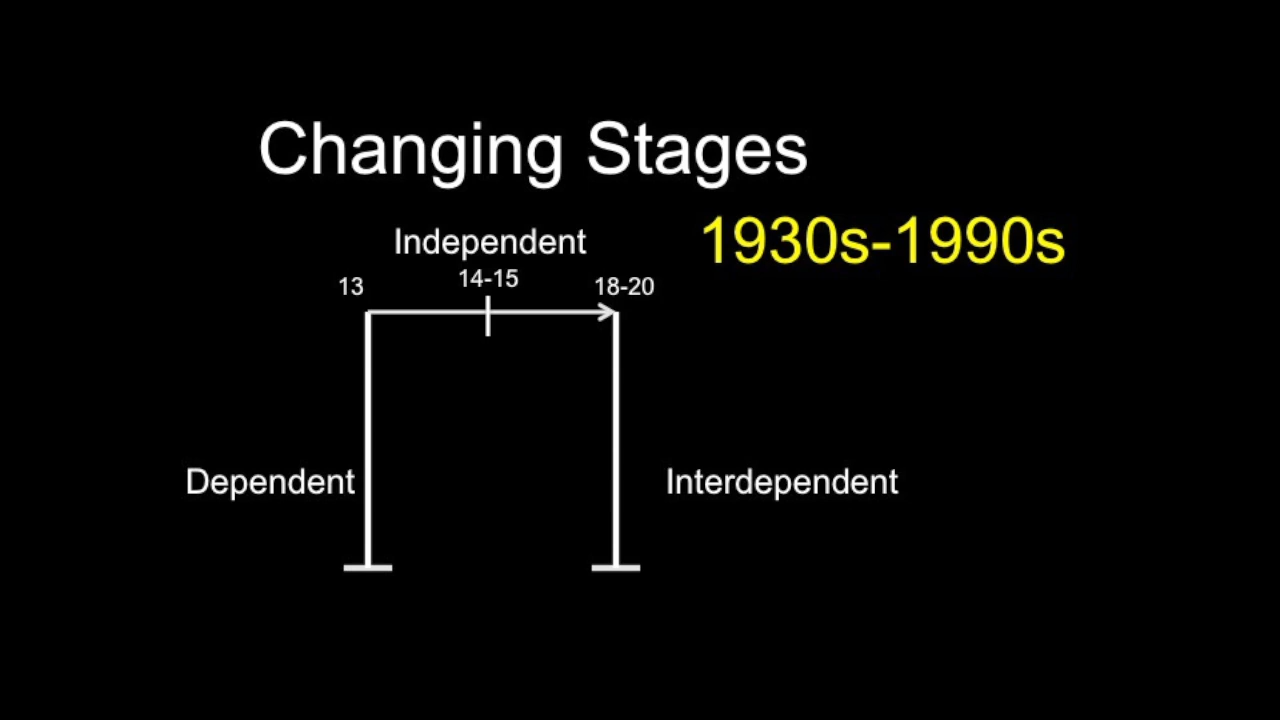 Changing Stages
1930s-1990s
Independent
13
14-15
18-20
Dependent
Interdependent